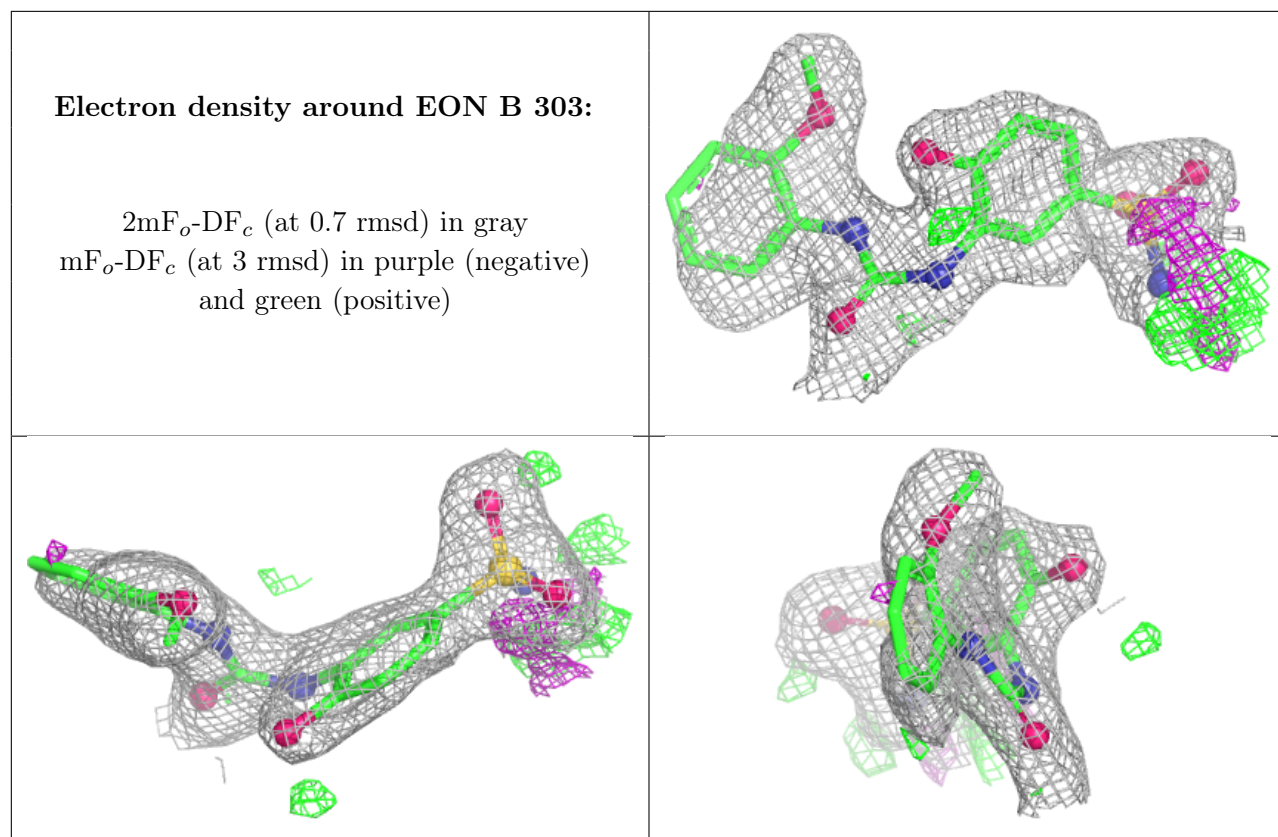 Electron density around EON B 303:
2mFo-DFc (at 0.7 rmsd) in gray
mFo-DFc (at 3 rmsd) in purple (negative)
and green (positive)